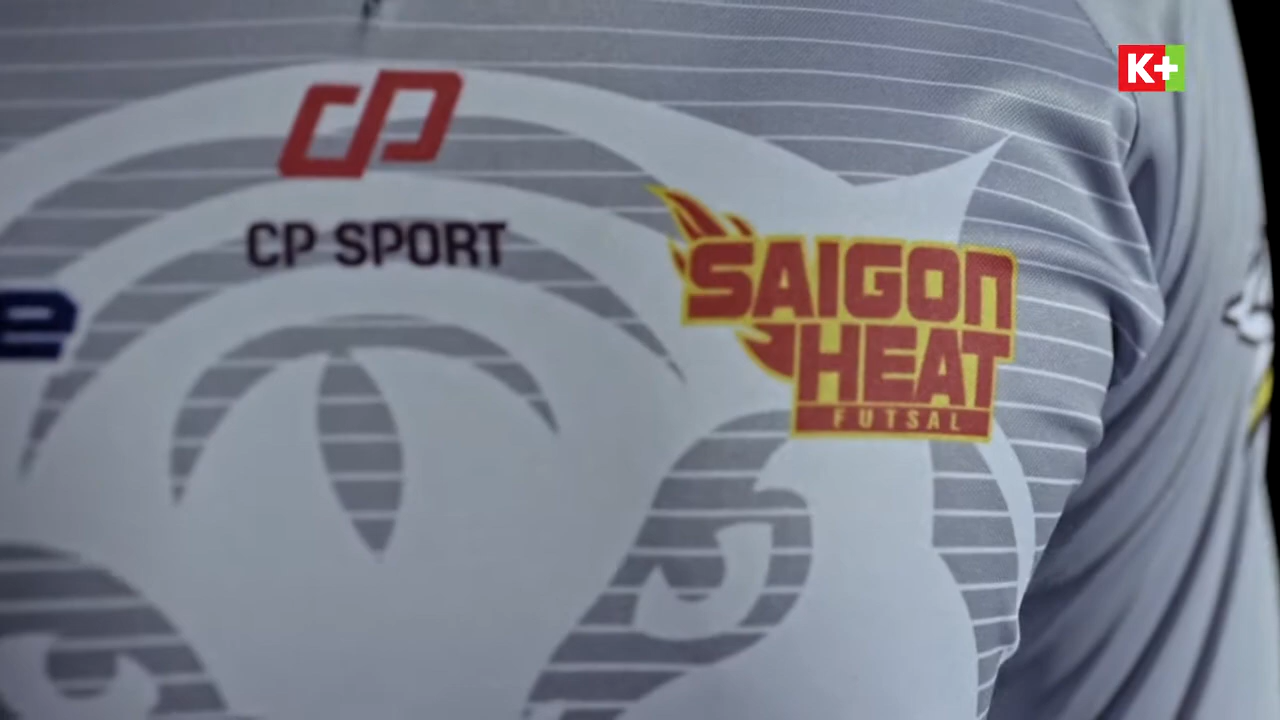 K+
CP SPORT
SAIGON
HEAT
FUTSAL
e